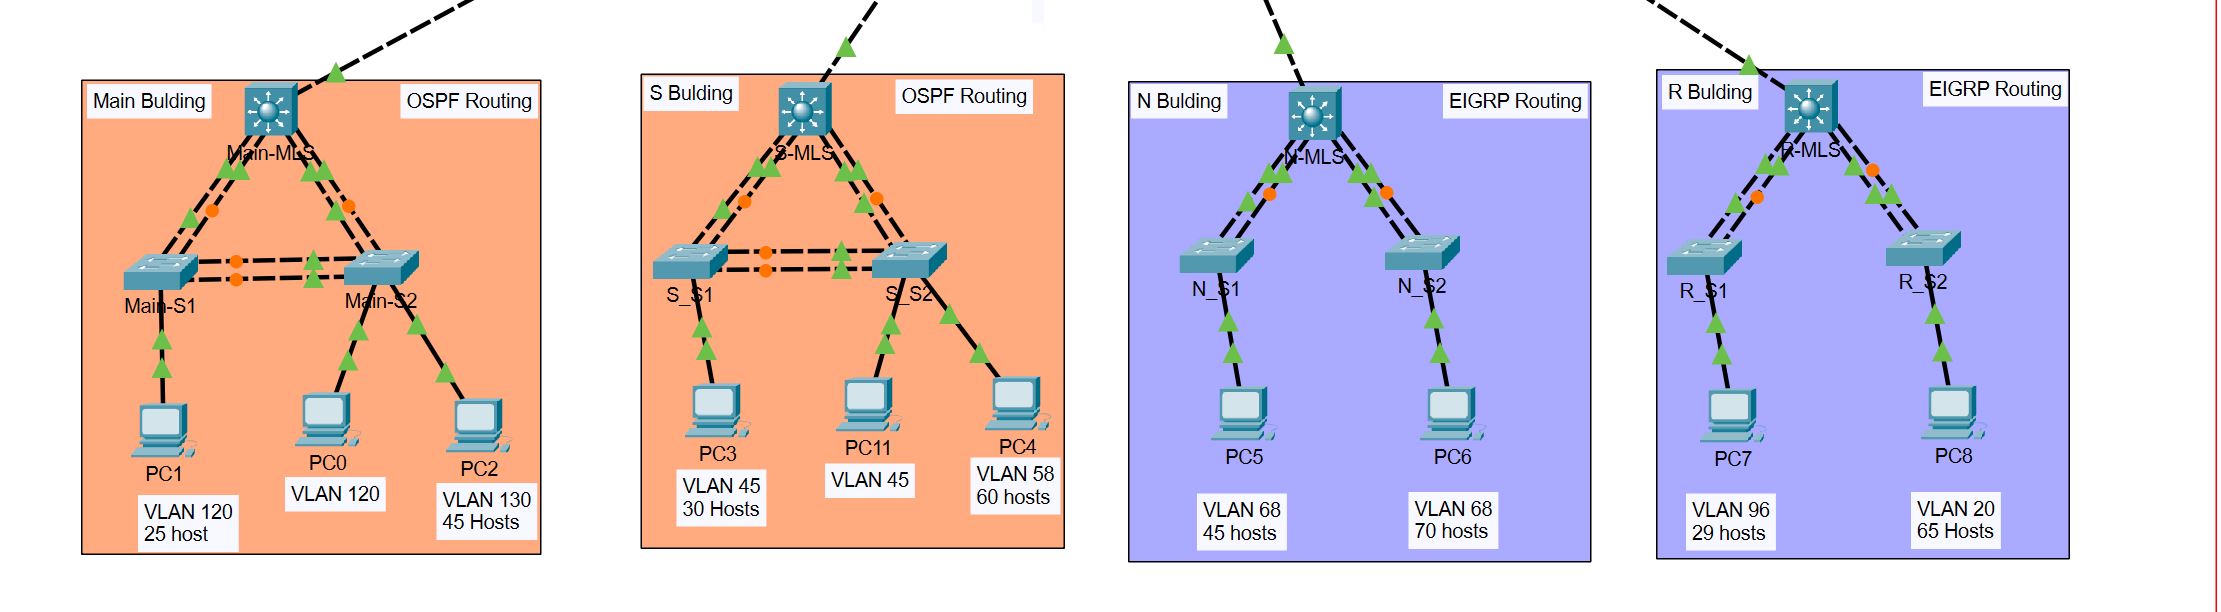 Main Bulding
OSPF Routing
Main-MLS
Main-S1
Main-S2
PC1
PC0
PC2
VLAN 120
25 host
VLAN 120
VLAN 130
45 Hosts
S Bulding
OSPF Routing
S-MLS
S_S1
S_S2
PC3
PC11
PC4
VLAN 45
30 Hosts
VLAN 45
VLAN 58
60 hosts
N Bulding
EIGRP Routing
N-MLS
N_S1
N_S2
PC5
PC6
VLAN 68
45 hosts
VLAN 68
70 hosts
R Bulding
EIGRP Routing
R-MLS
R_S1
R_S2
PC7
PC8
VLAN 96
29 hosts
VLAN 20
65 Hosts